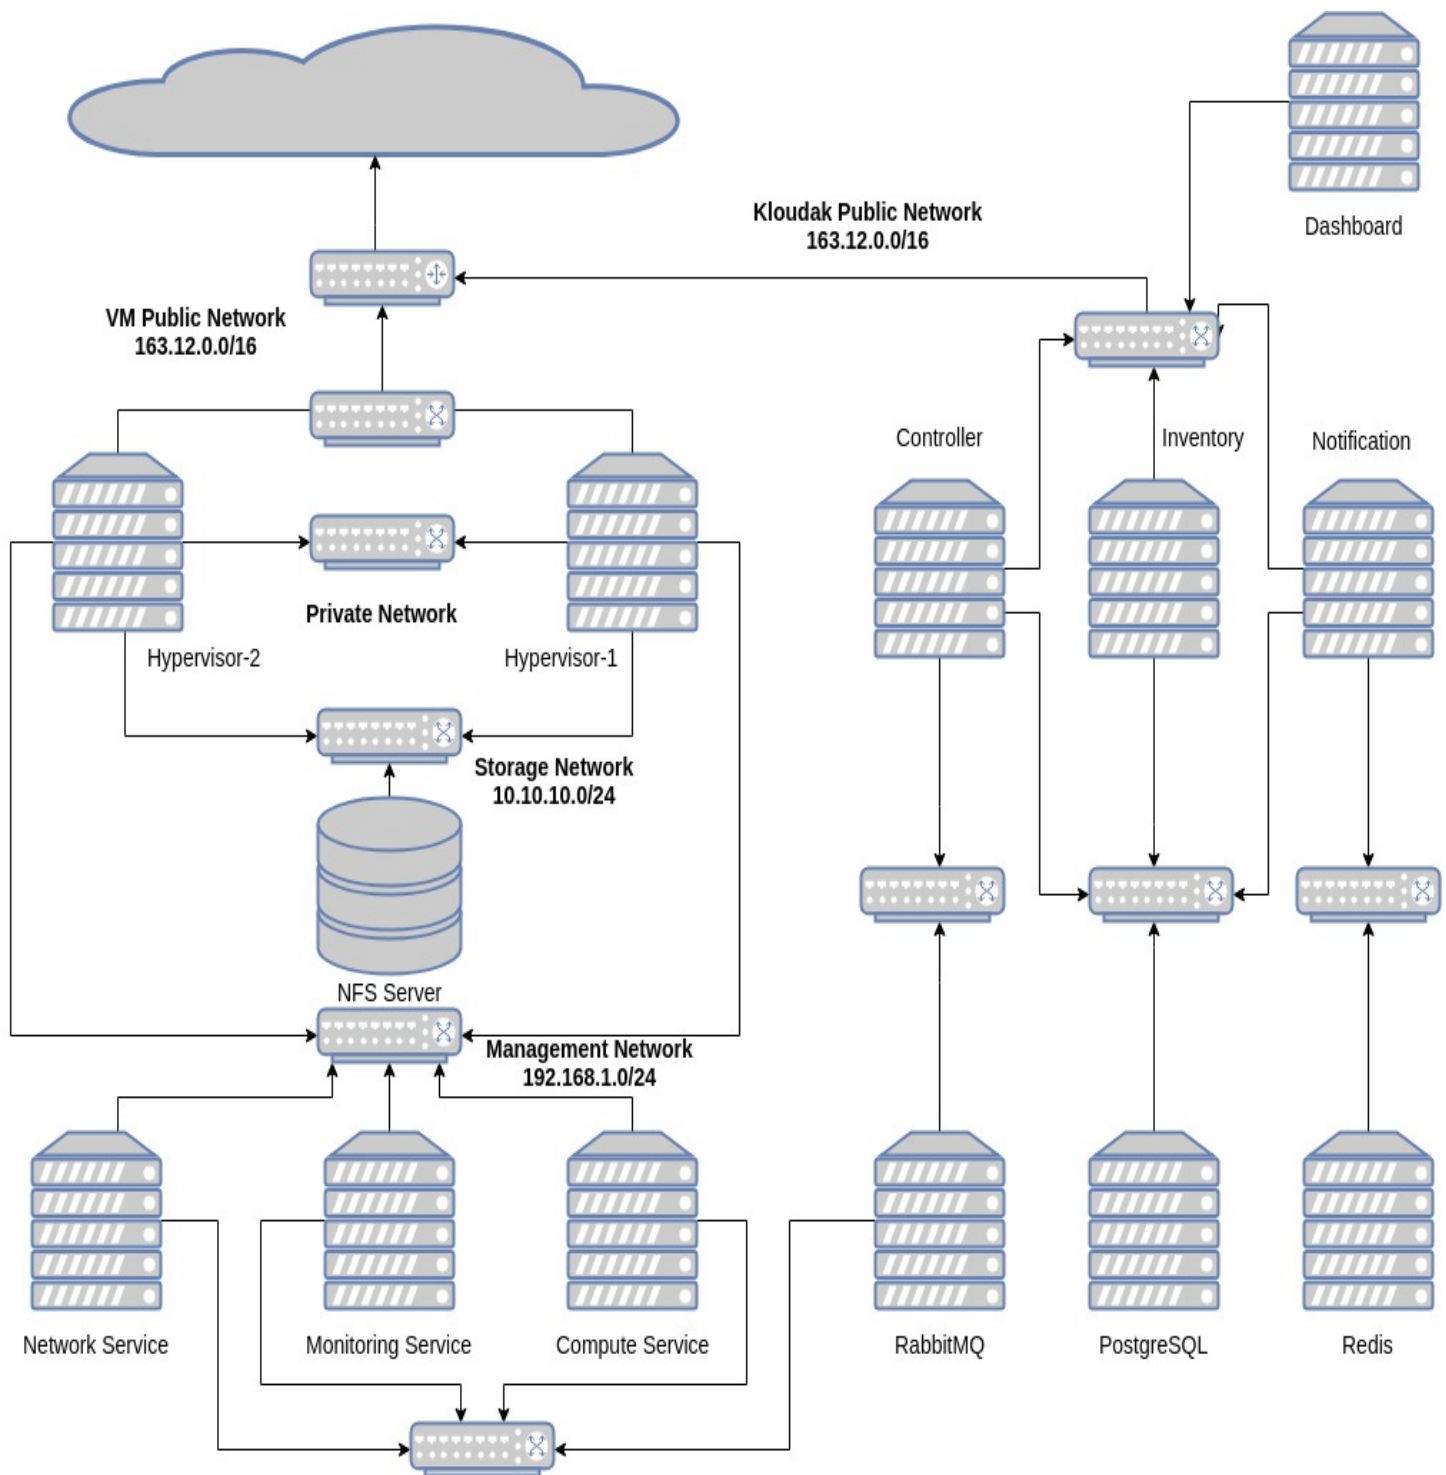 Dashboard
Kloudak Public Network
163.12.0.0/16
VM Public Network
163.12.0.0/16
Controller
Inventory
Notification
Private Network
Hypervisor-2
Hypervisor-1
Storage Network
10.10.10.0/24
NFS Server
Management Network
192.168.1.0/24
Network Service
Monitoring Service
Compute Service
RabbitMQ
PostgreSQL
Redis